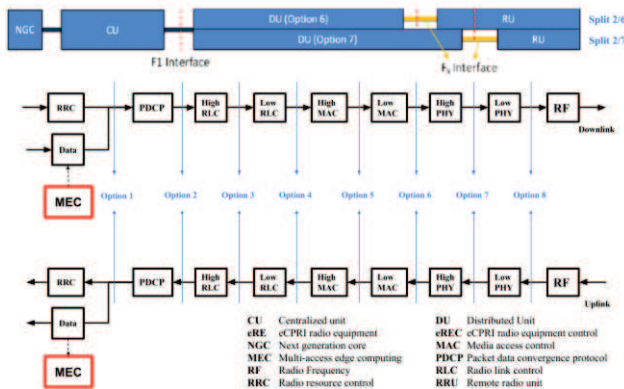 NGC
CU
DU (Option 6)
RU
Split 2/6
DU (Option 7)
RU
Split 2/7
F1 Interface
Fx Interface
RRC
PDCP
High RLC
Low RLC
High MAC
Low MAC
High PHY
Low PHY
RF
Downlink
Data
MEC
Option 1
Option 2
Option 3
Option 4
Option 5
Option 6
Option 7
Option 8
RRC
PDCP
High RLC
Low RLC
High MAC
Low MAC
High PHY
Low PHY
RF
Uplink
Data
MEC
CU Centralized unit
eRE eCPRI radio equipment
NGC Next generation core
MEC Multi-access edge computing
RF Radio Frequency
RRC Radio resource control
DU Distributed Unit
eREC eCPRI radio equipment control
MAC Media access control
PDCP Packet data convergence protocol
RLC Radio link control
RRU Remote radio unit